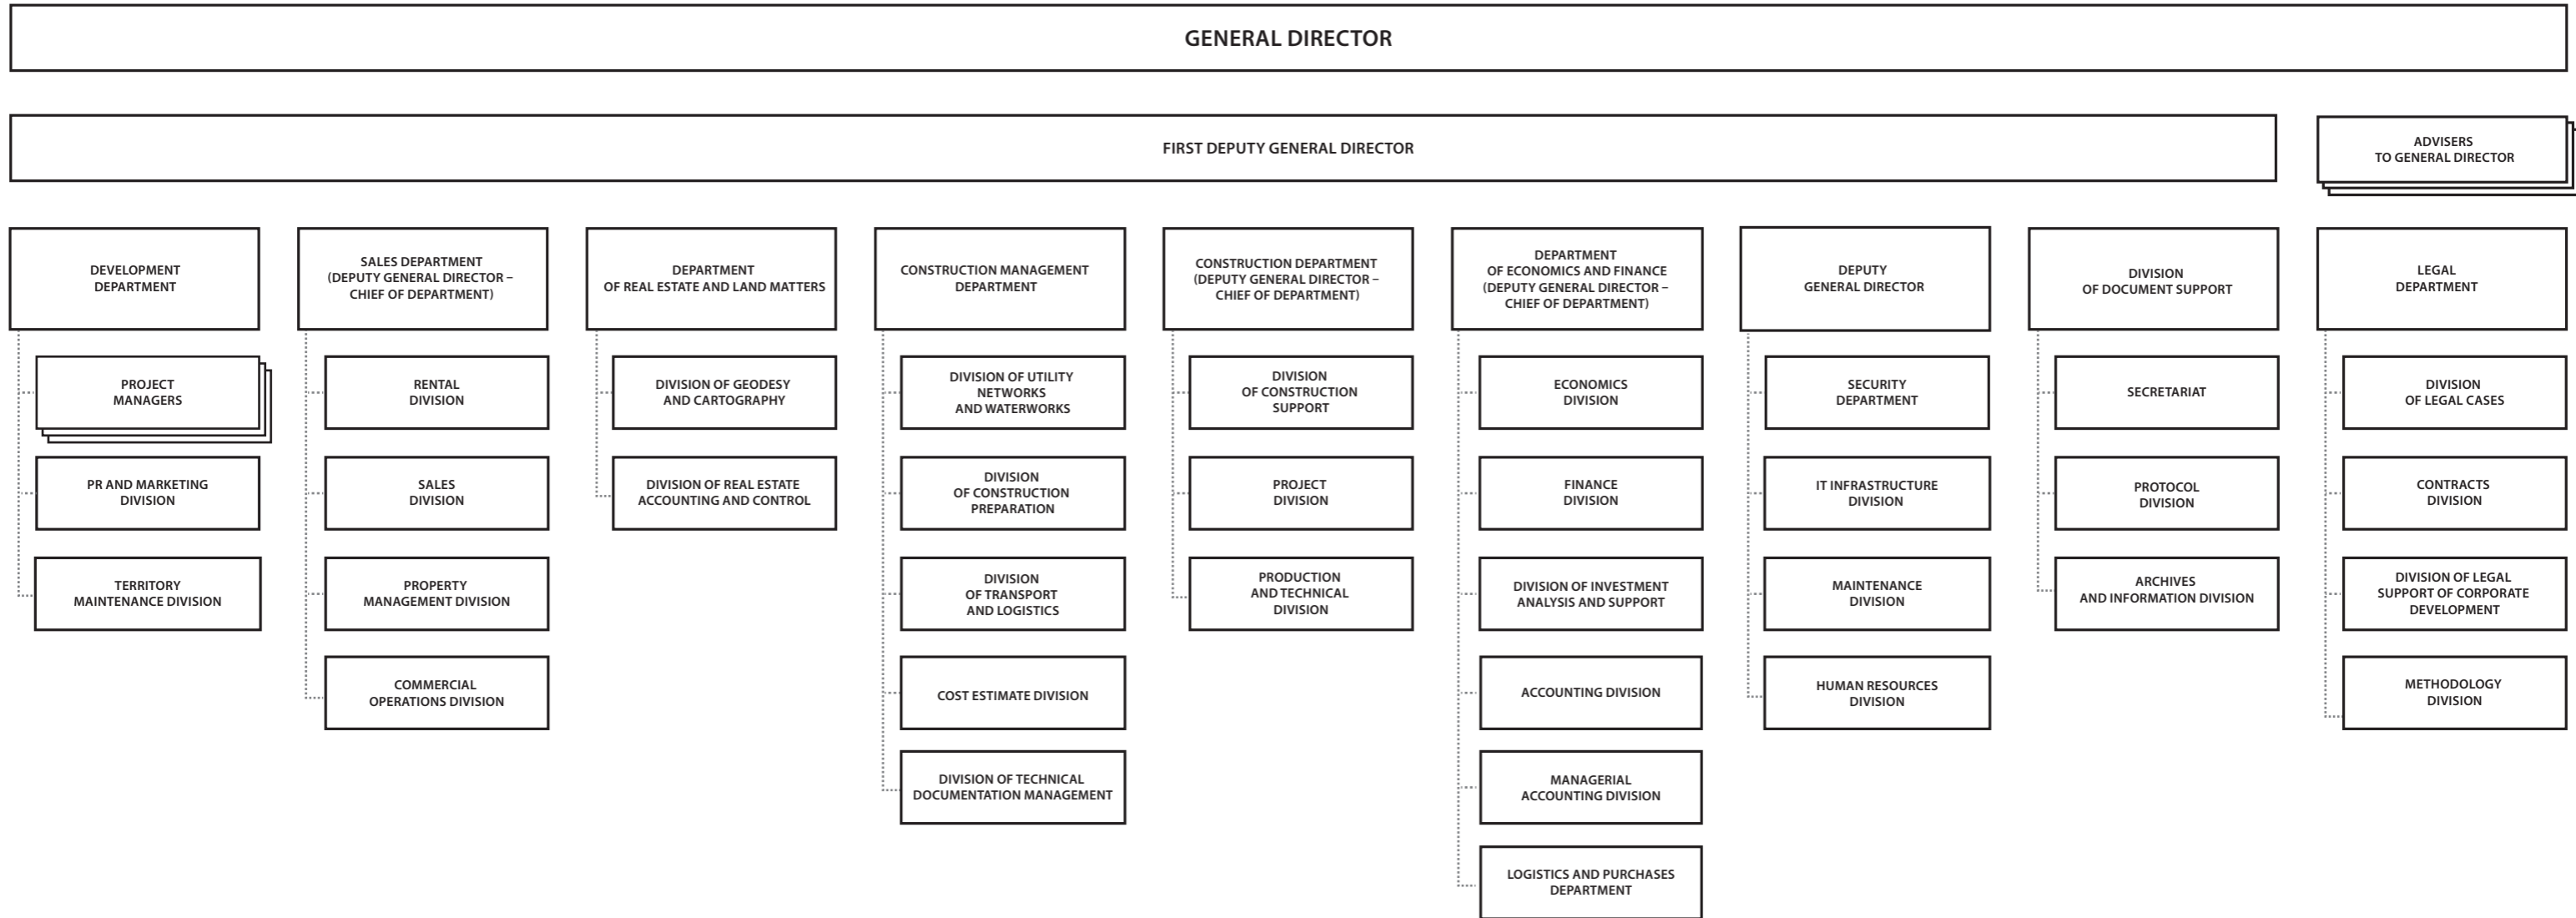 GENERAL DIRECTOR
FIRST DEPUTY GENERAL DIRECTOR
ADVISERS
TO GENERAL DIRECTOR
DEVELOPMENT
DEPARTMENT
PROJECT
MANAGERS
PR AND MARKETING
DIVISION
TERRITORY
MAINTENANCE DIVISION
SALES DEPARTMENT
(DEPUTY GENERAL DIRECTOR –
CHIEF OF DEPARTMENT)
RENTAL
DIVISION
SALES
DIVISION
PROPERTY
MANAGEMENT DIVISION
COMMERCIAL
OPERATIONS DIVISION
DEPARTMENT
OF REAL ESTATE AND LAND MATTERS
DIVISION OF GEODESY
AND CARTOGRAPHY
DIVISION OF REAL ESTATE
ACCOUNTING AND CONTROL
CONSTRUCTION MANAGEMENT
DEPARTMENT
DIVISION OF UTILITY
NETWORKS
AND WATERWORKS
DIVISION
OF CONSTRUCTION
PREPARATION
DIVISION
OF TRANSPORT
AND LOGISTICS
COST ESTIMATE DIVISION
DIVISION OF TECHNICAL
DOCUMENTATION MANAGEMENT
CONSTRUCTION DEPARTMENT
(DEPUTY GENERAL DIRECTOR –
CHIEF OF DEPARTMENT)
DIVISION
OF CONSTRUCTION
SUPPORT
PROJECT
DIVISION
PRODUCTION
AND TECHNICAL
DIVISION
DEPARTMENT
OF ECONOMICS AND FINANCE
(DEPUTY GENERAL DIRECTOR –
CHIEF OF DEPARTMENT)
ECONOMICS
DIVISION
FINANCE
DIVISION
DIVISION OF INVESTMENT
ANALYSIS AND SUPPORT
ACCOUNTING DIVISION
MANAGERIAL
ACCOUNTING DIVISION
LOGISTICS AND PURCHASES
DEPARTMENT
DEPUTY
GENERAL DIRECTOR
SECURITY
DEPARTMENT
IT INFRASTRUCTURE
DIVISION
MAINTENANCE
DIVISION
HUMAN RESOURCES
DIVISION
DIVISION
OF DOCUMENT SUPPORT
SECRETARIAT
PROTOCOL
DIVISION
ARCHIVES
AND INFORMATION DIVISION
LEGAL
DEPARTMENT
DIVISION
OF LEGAL CASES
CONTRACTS
DIVISION
DIVISION OF LEGAL
SUPPORT OF CORPORATE
DEVELOPMENT
METHODOLOGY
DIVISION